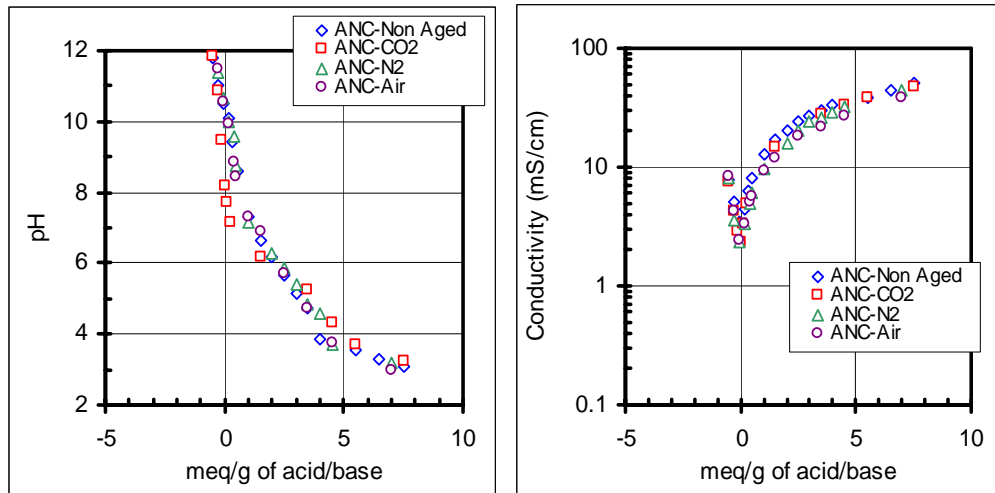 ANC-Non Aged
ANC-CO2
ANC-N2
ANC-Air
12
10
8
6
4
2
pH
-5
0
5
10
meq/g of acid/base
100
10
1
0.1
Conductivity (mS/cm)
ANC-Non Aged
ANC-CO2
ANC-N2
ANC-Air
-5
0
5
10
meq/g of acid/base